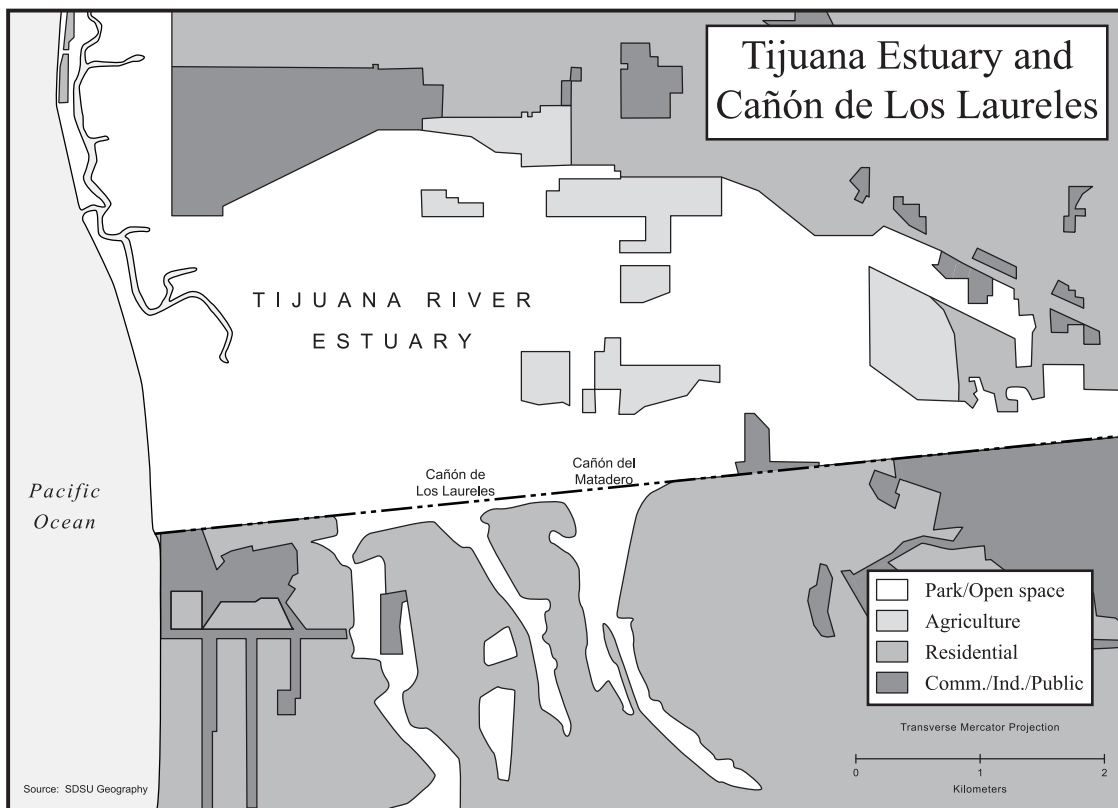 Tijuana Estuary and
Cañón de Los Laureles
TIJUANA RIVER
ESTUARY
Cañón de
Los Laureles
Cañón del
Matadero
Pacific
Ocean
Park/Open space
Agriculture
Residential
Comm./Ind./Public
Transverse Mercator Projection
0 1 2
Kilometers
Source: SDSU Geography